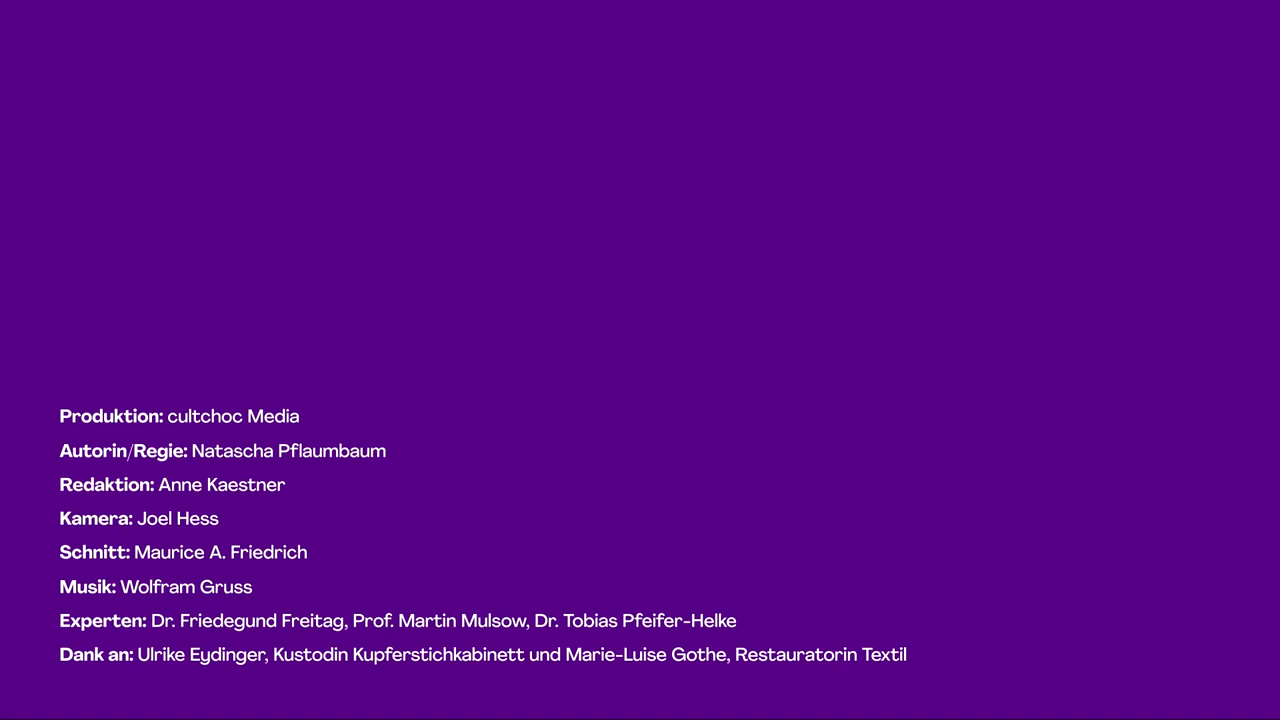 Produktion: cultchoc Media
Autorin/Regie: Natascha Pflaumbaum
Redaktion: Anne Kaestner
Kamera: Joel Hess
Schnitt: Maurice A. Friedrich
Musik: Wolfram Gruss
Experten: Dr. Friedegund Freitag, Prof. Martin Mulsow, Dr. Tobias Pfeifer-Helke
Dank an: Ulrike Eydinger, Kustodin Kupferstichkabinett und Marie-Luise Gothe, Restauratorin Textil